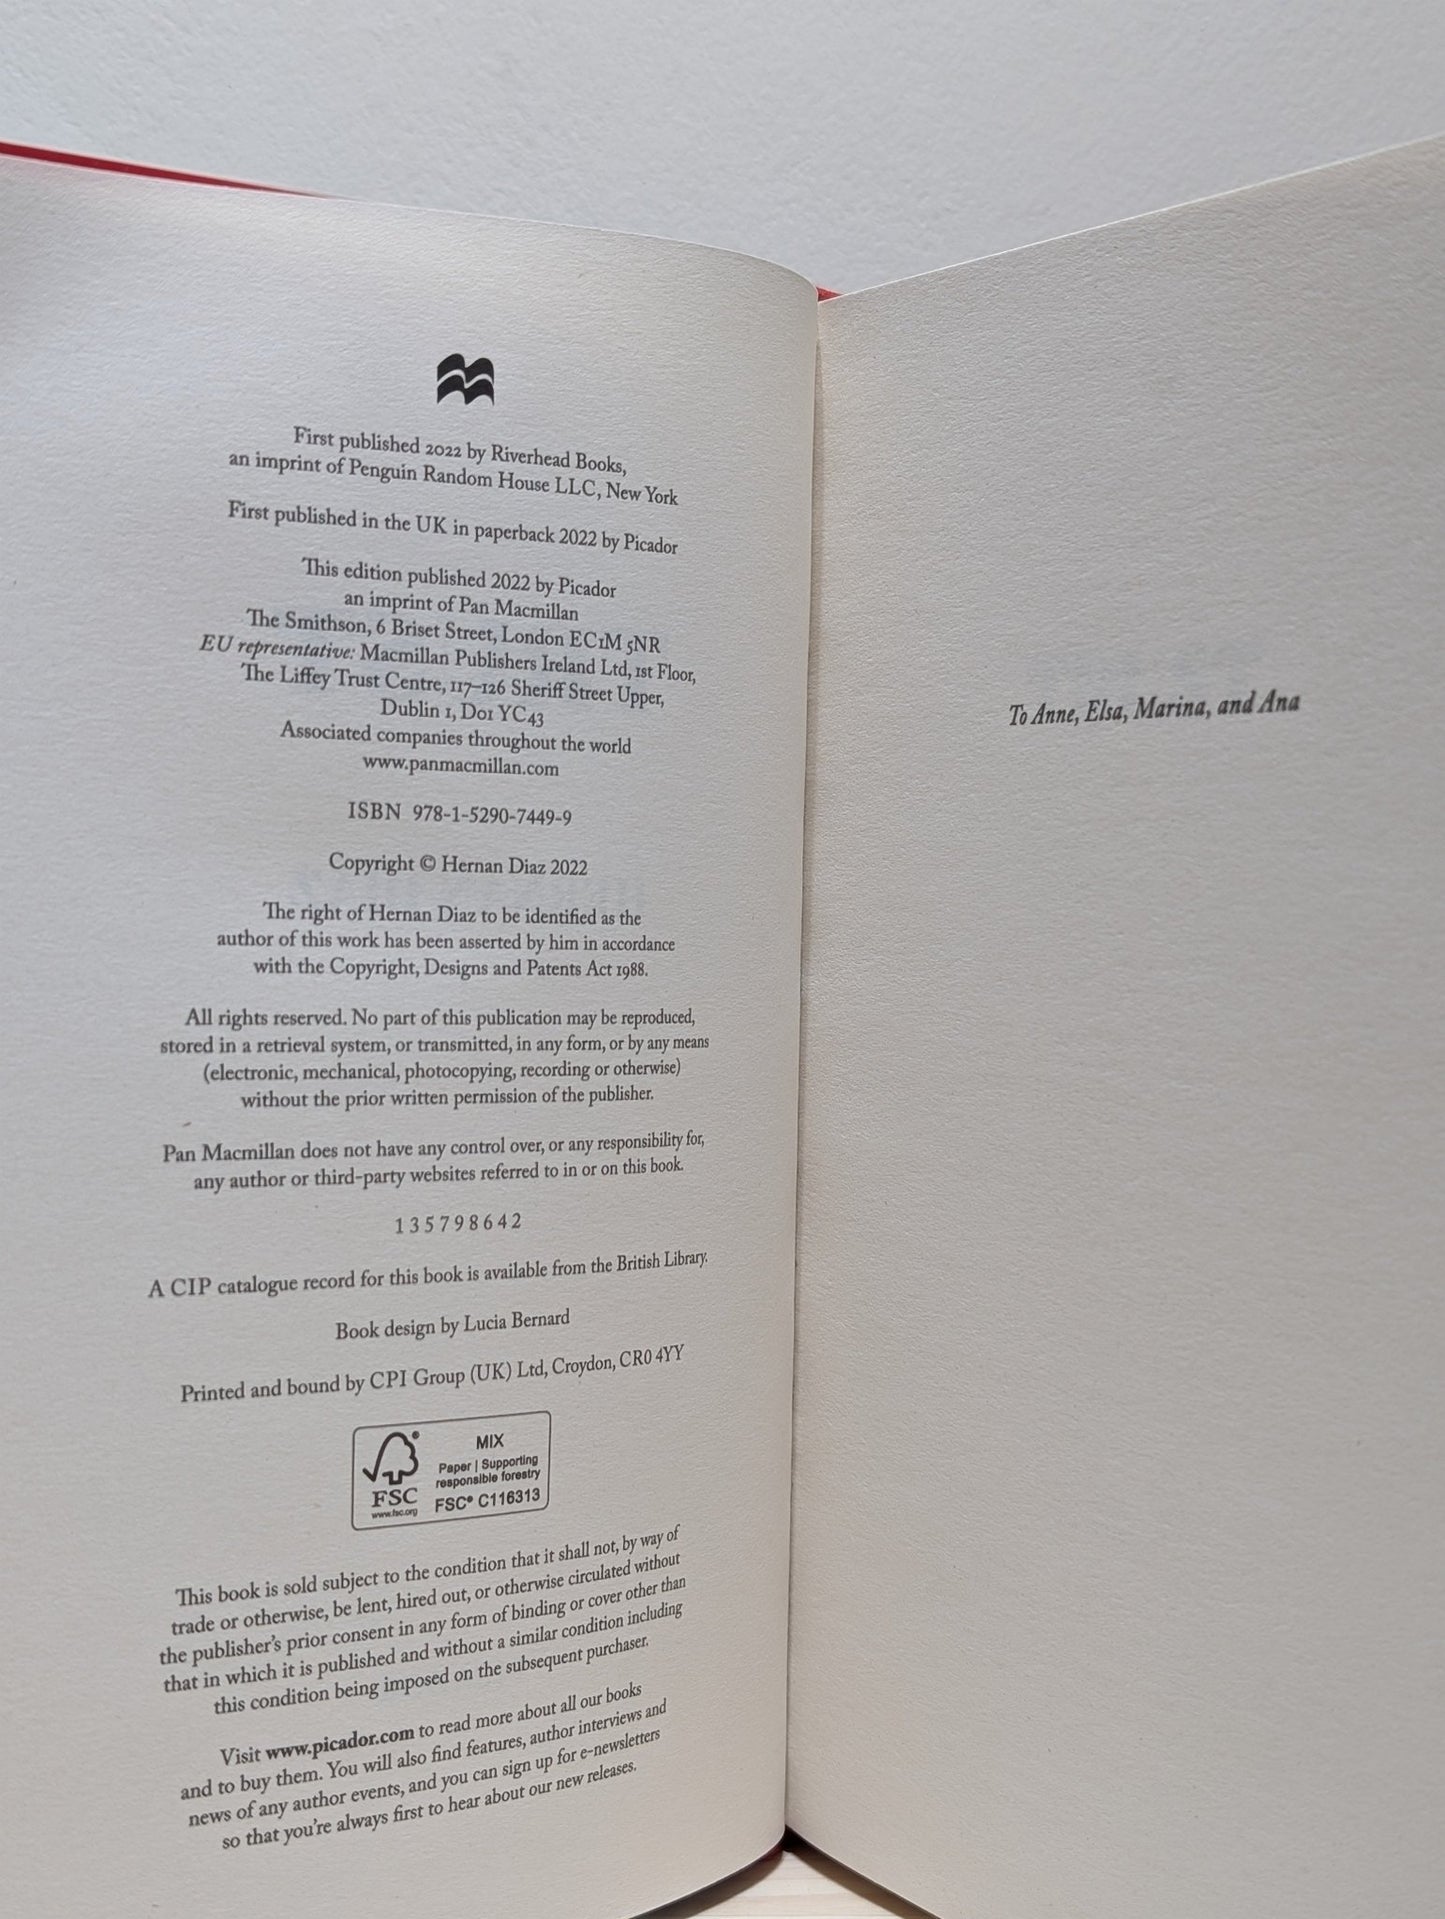 First published 2022 by Riverhead Books,
an imprint of Penguin Random House LLC, New York
First published in the UK in paperback 2022 by Picador
This edition published 2022 by Picador
an imprint of Pan Macmillan
The Smithson, 6 Briset Street, London EC1M 5NR
EU representative: Macmillan Publishers Ireland Ltd, 1st Floor,
The Liffey Trust Centre, 117–126 Sheriff Street Upper,
Dublin 1, D01 YC43
Associated companies throughout the world
www.panmacmillan.com
ISBN 978-1-5290-7449-9
Copyright © Hernan Diaz 2022
The right of Hernan Diaz to be identified as the
author of this work has been asserted by him in accordance
with the Copyright, Designs and Patents Act 1988.
All rights reserved. No part of this publication may be reproduced,
stored in a retrieval system, or transmitted, in any form, or by any means
(electronic, mechanical, photocopying, recording or otherwise)
without the prior written permission of the publisher.
Pan Macmillan does not have any control over, or any responsibility for,
any author or third-party websites referred to in or on this book.
1 3 5 7 9 8 6 4 2
A CIP catalogue record for this book is available from the British Library.
Book design by Lucia Bernard
Printed and bound by CPI Group (UK) Ltd, Croydon, CR0 4YY
FSC
www.fsc.org
MIX
Paper | Supporting
responsible forestry
FSC® C116313
This book is sold subject to the condition that it shall not, by way of
trade or otherwise, be lent, hired out, or otherwise circulated without
the publisher's prior consent in any form of binding or cover other than
that in which it is published and without a similar condition including
this condition being imposed on the subsequent purchaser.
Visit www.picador.com to read more about all our books
and to buy them. You will also find features, author interviews and
news of any author events, and you can sign up for e-newsletters
so that you're always first to hear about our new releases.
To Anne, Elsa, Marina, and Ana